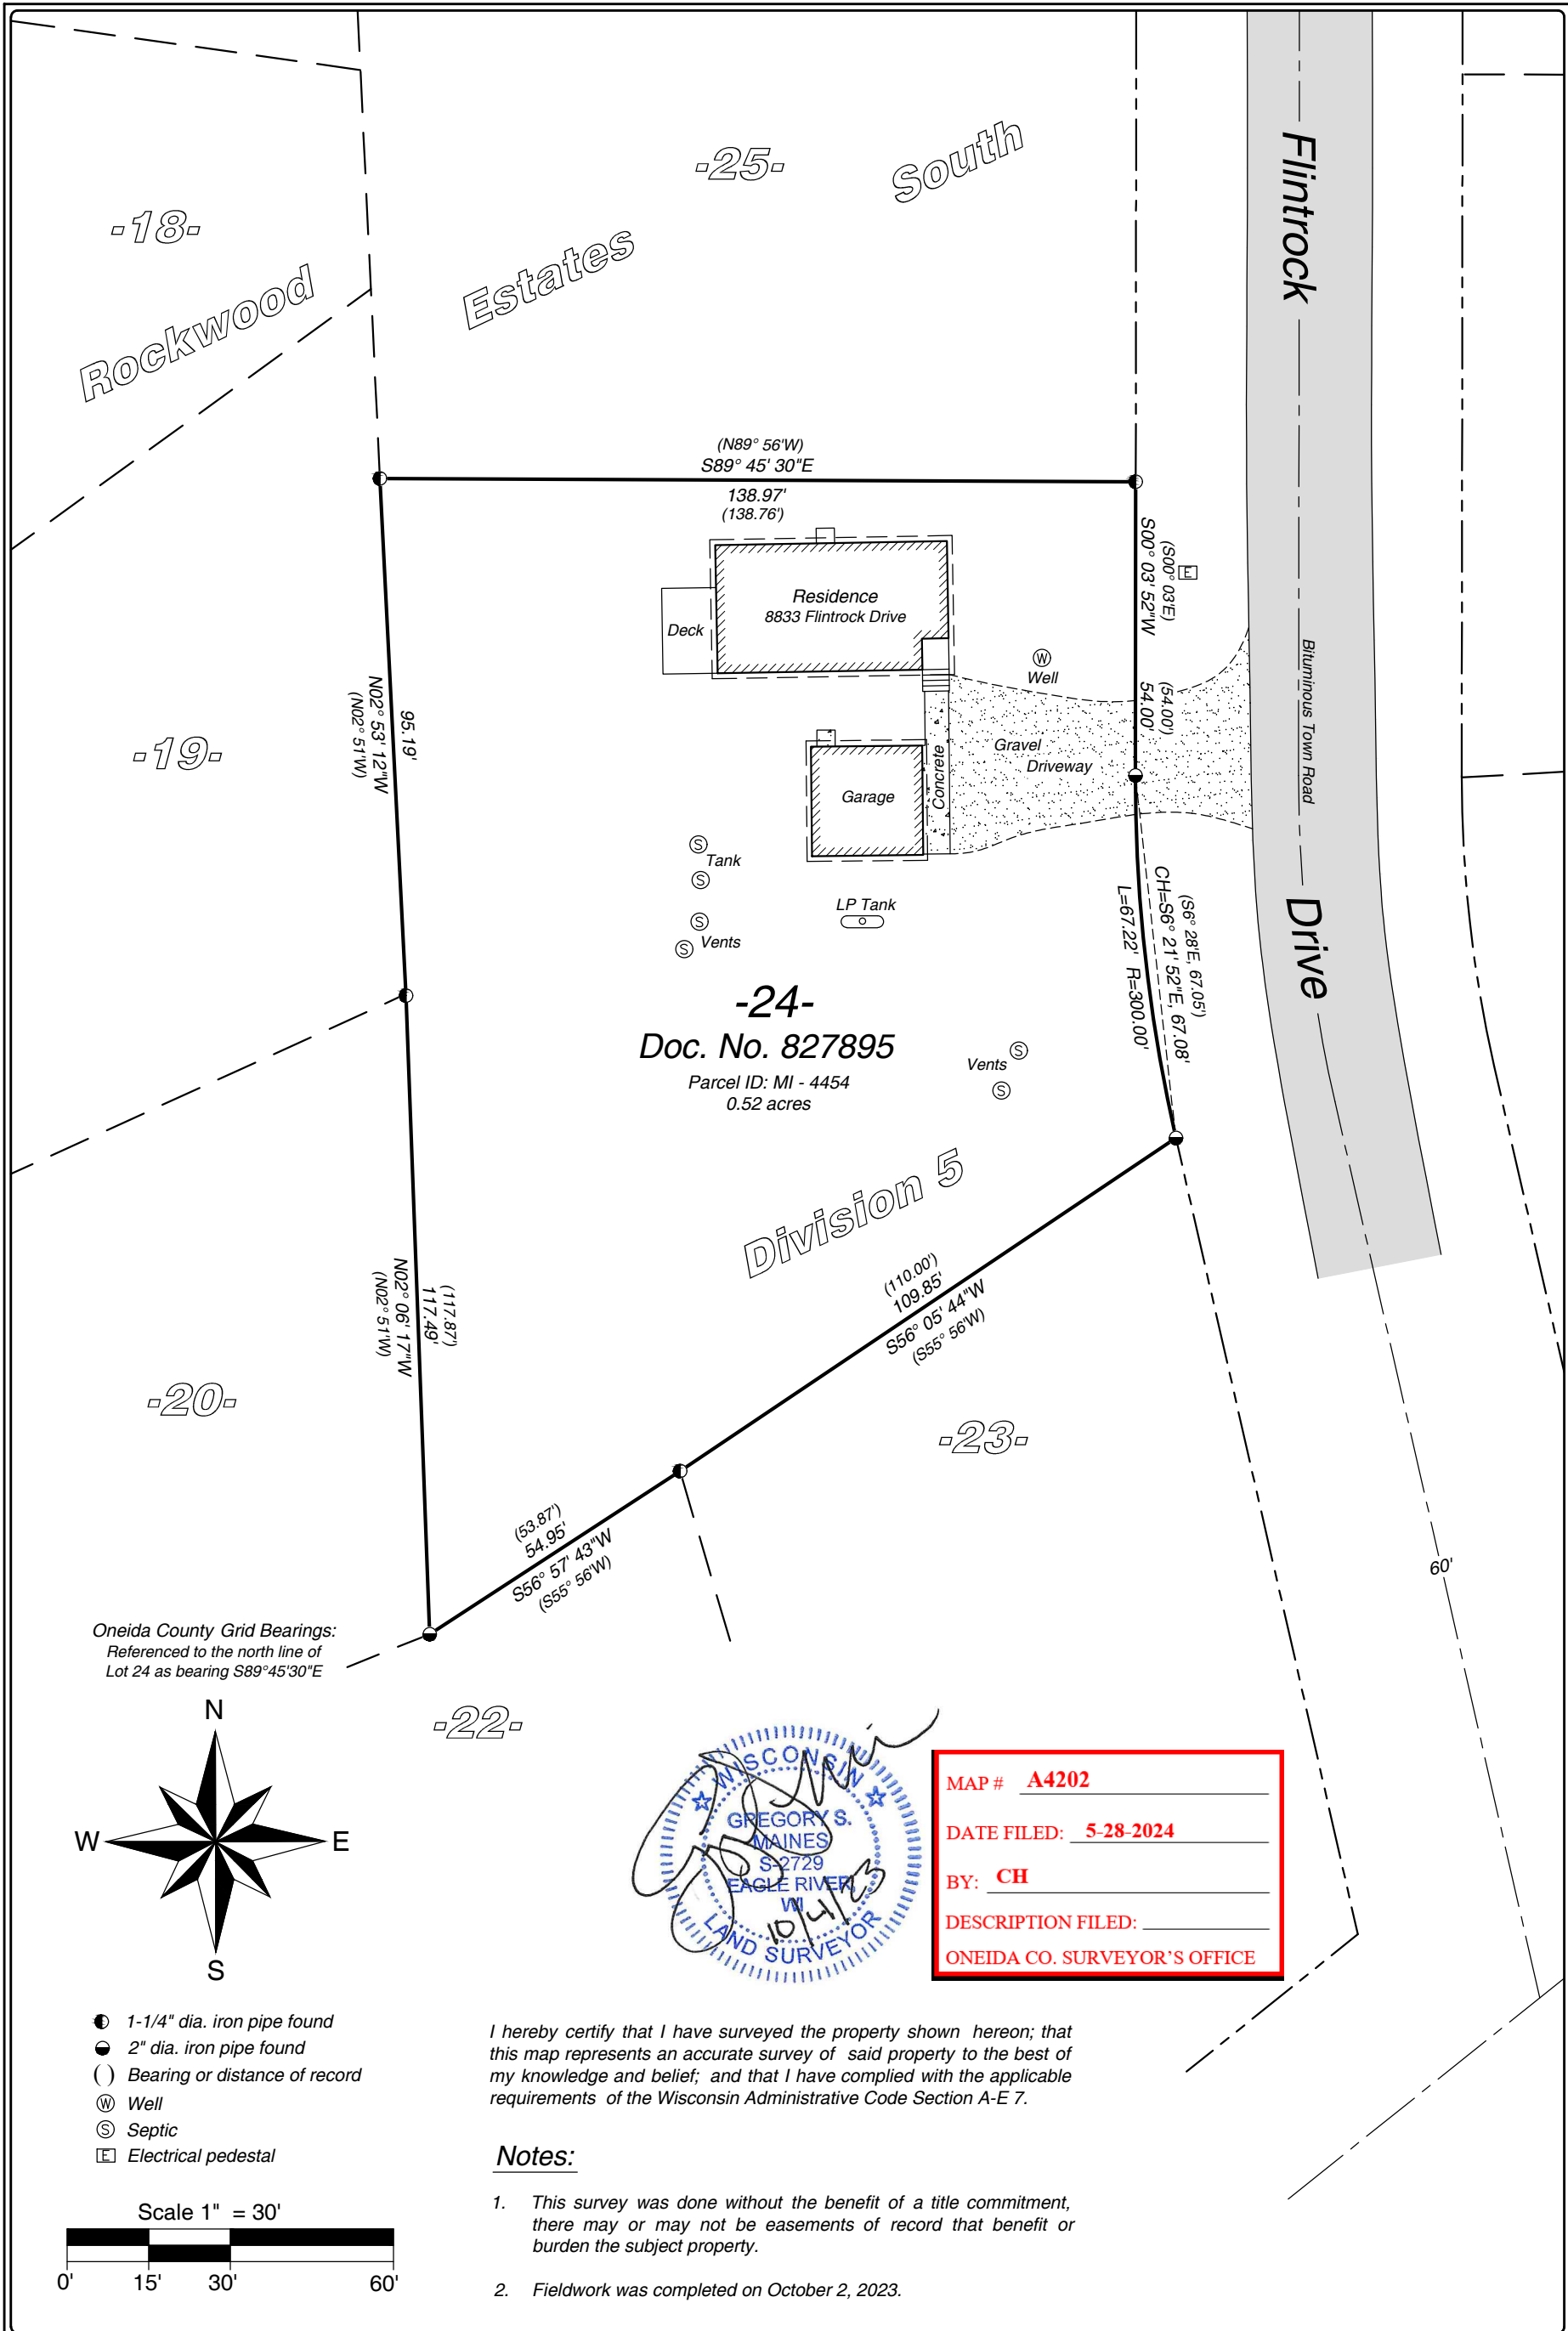 -25-
South
-18-
Estates
Rockwood
Flintrock
Drive
Bituminous Town Road
(N89° 56'W)
S89° 45' 30"E
138.97'
(138.76')
(S00° 03'E)
S00° 03' 52"W
E
(54.00')
54.00'
Residence
8833 Flintrock Drive
Deck
W
Well
N02° 53' 12"W
(N02° 51'W)
95.19'
-19-
Gravel
Driveway
Concrete
Garage
S
Tank
S
S
Vents
S
LP Tank
(S6° 28'E, 67.05')
CH=S6° 21' 52"E, 67.08'
L=67.22' R=300.00'
-24-
Doc. No. 827895
Parcel ID: MI - 4454
0.52 acres
Vents
S
S
Division 5
(110.00')
109.85'
S56° 05' 44"W
(S55° 56'W)
(117.87')
117.49'
N02° 06' 17"W
(N02° 51'W)
-20-
-23-
(53.87')
54.95'
S56° 57' 43"W
(S55° 56'W)
60'
Oneida County Grid Bearings:
Referenced to the north line of
Lot 24 as bearing S89°45'30"E
-22-
N
W
E
S
WISCONSIN
GREGORY S.
MAINES
S-2729
EAGLE RIVER,
WI
10/4/23
LAND SURVEYOR
MAP # A4202
DATE FILED: 5-28-2024
BY: CH
DESCRIPTION FILED:
ONEIDA CO. SURVEYOR'S OFFICE
1-1/4" dia. iron pipe found
2" dia. iron pipe found
( ) Bearing or distance of record
W Well
S Septic
E Electrical pedestal
Scale 1" = 30'
0' 15' 30' 60'
I hereby certify that I have surveyed the property shown hereon; that
this map represents an accurate survey of said property to the best of
my knowledge and belief; and that I have complied with the applicable
requirements of the Wisconsin Administrative Code Section A-E 7.
Notes:
1. This survey was done without the benefit of a title commitment,
there may or may not be easements of record that benefit or
burden the subject property.
2. Fieldwork was completed on October 2, 2023.